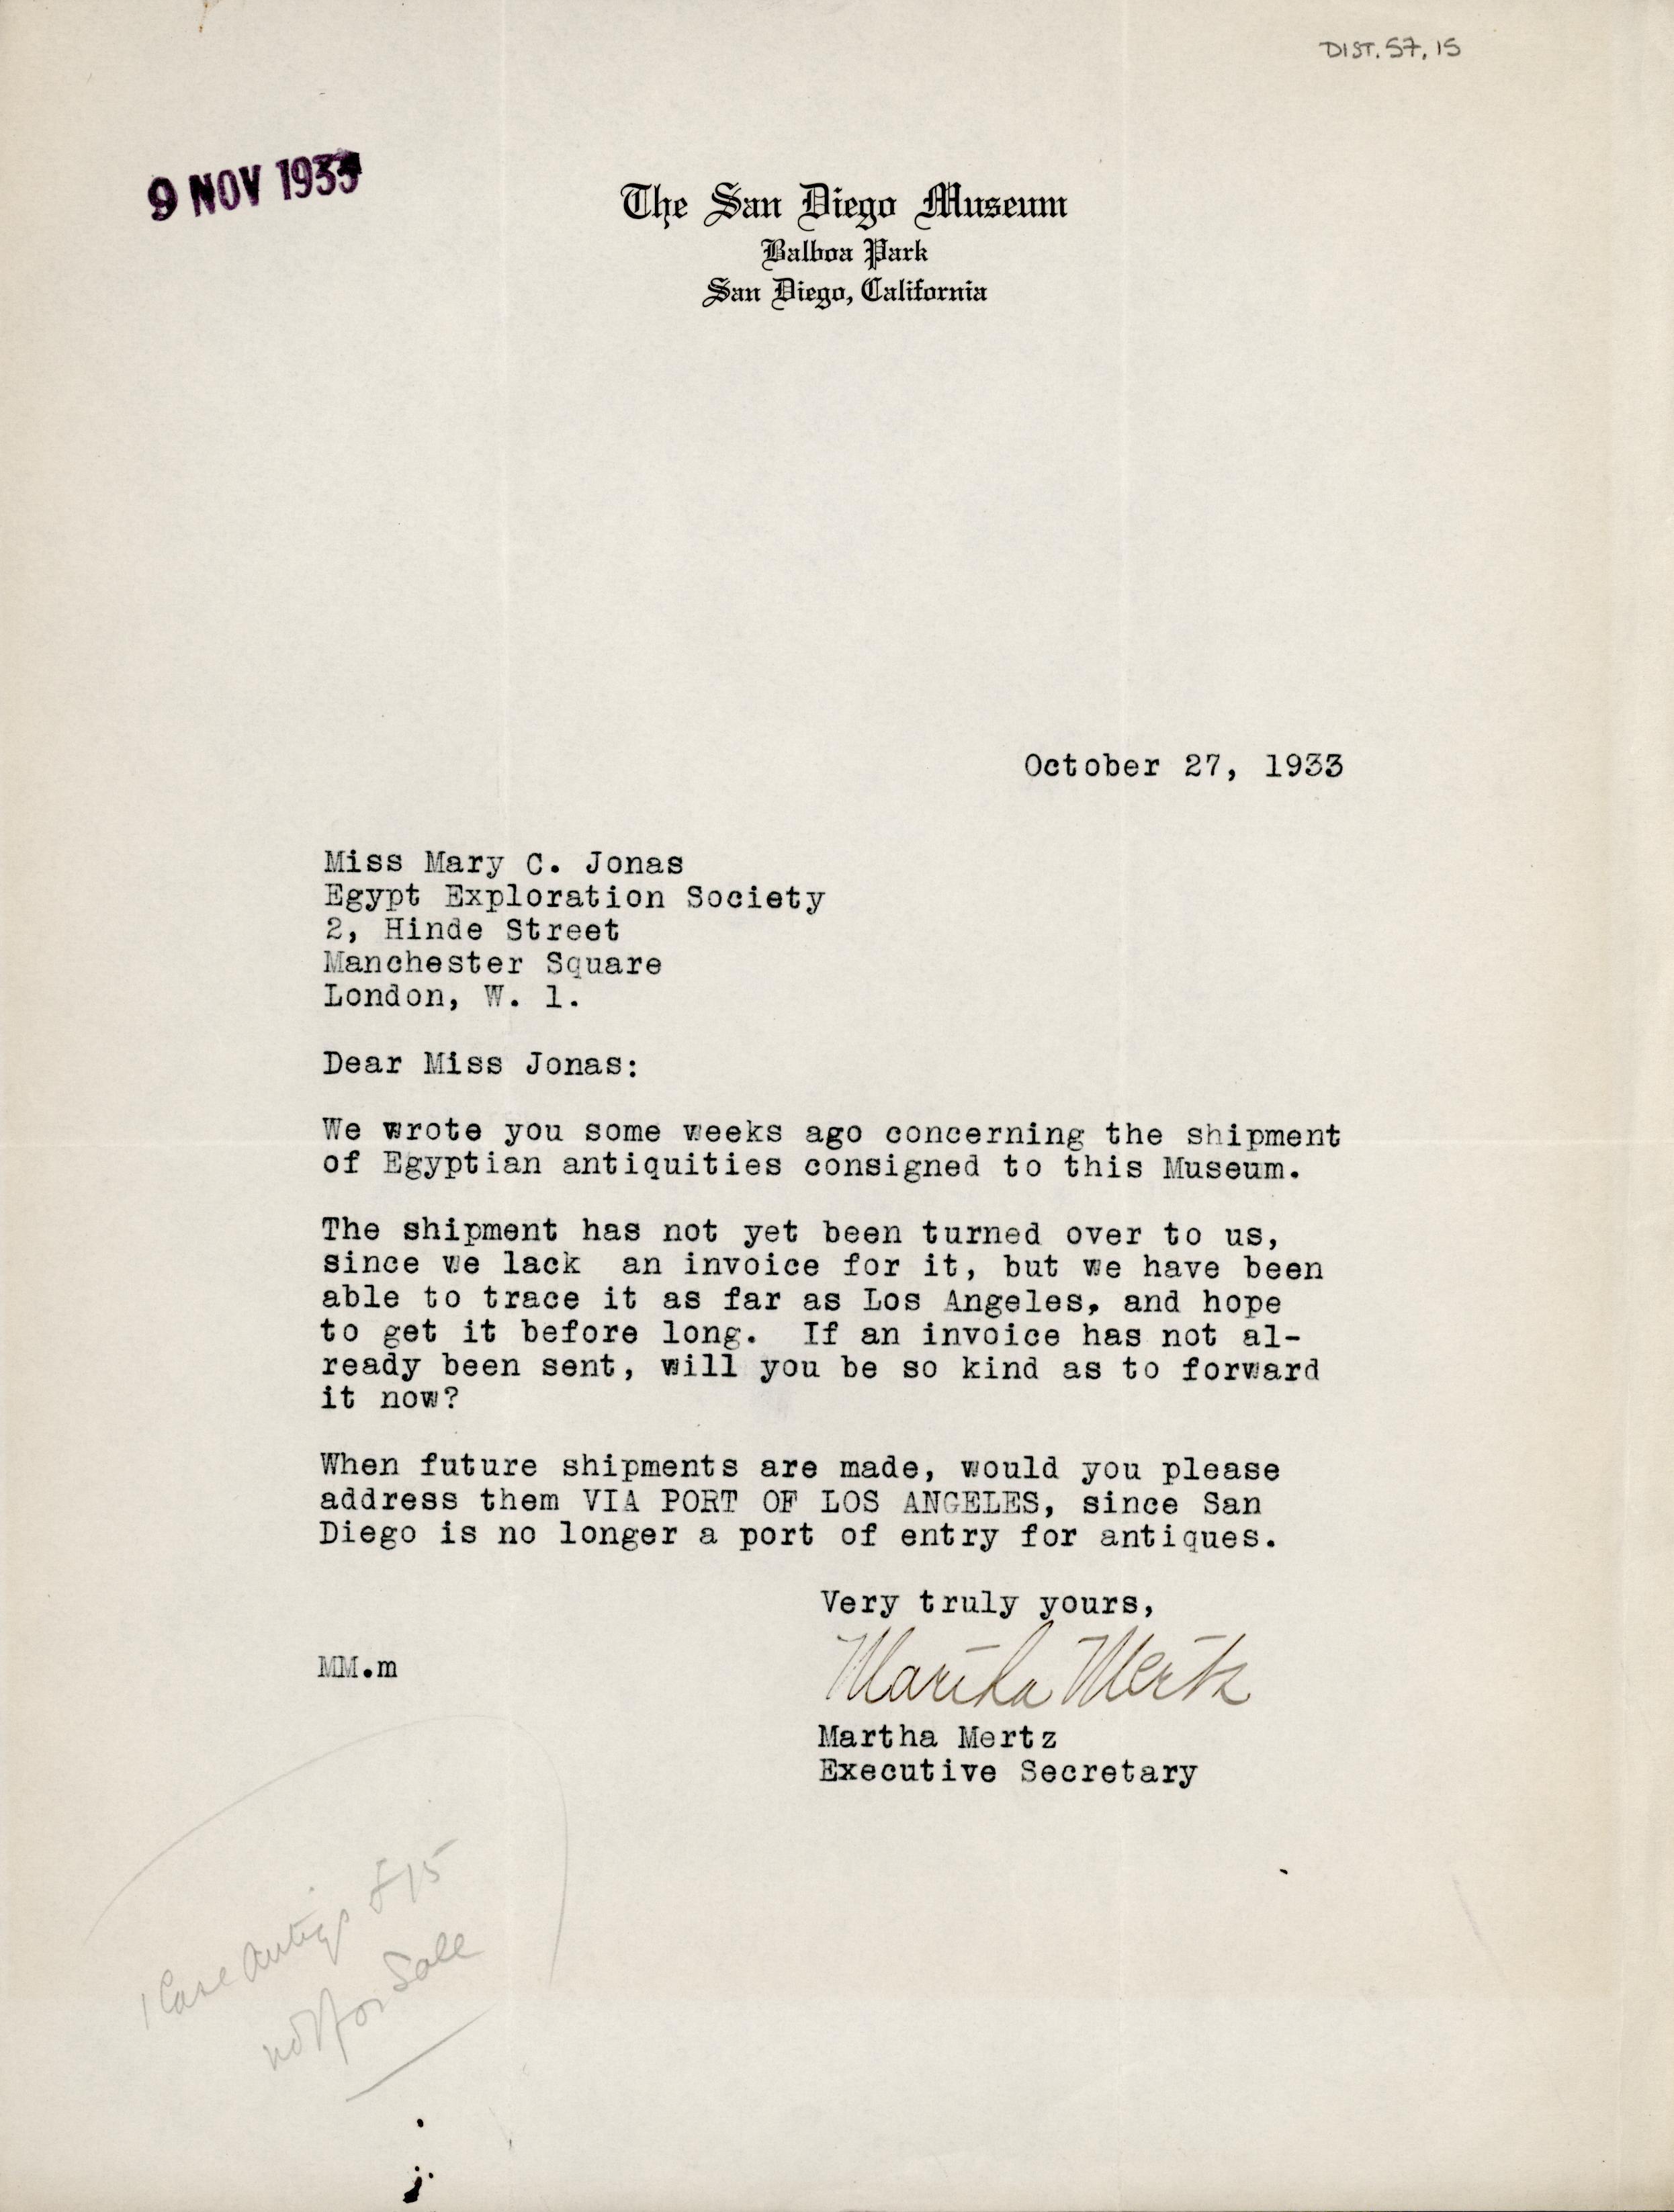 DIST. 57, 15
9 NOV 1933
The San Diego Museum
Balboa Park
San Diego, California
October 27, 1933
Miss Mary C. Jonas
Egypt Exploration Society
2, Hinde Street
Manchester Square
London, W. 1.
Dear Miss Jonas:
We wrote you some weeks ago concerning the shipment
of Egyptian antiquities consigned to this Museum.
The shipment has not yet been turned over to us,
since we lack an invoice for it, but we have been
able to trace it as far as Los Angeles, and hope
to get it before long. If an invoice has not al-
ready been sent, will you be so kind as to forward
it now?
When future shipments are made, would you please
address them VIA PORT OF LOS ANGELES, since San
Diego is no longer a port of entry for antiques.
Very truly yours,
Martha Mertz
MM.m
Martha Mertz
Executive Secretary
1 Case Antiqs £15
not for Sale